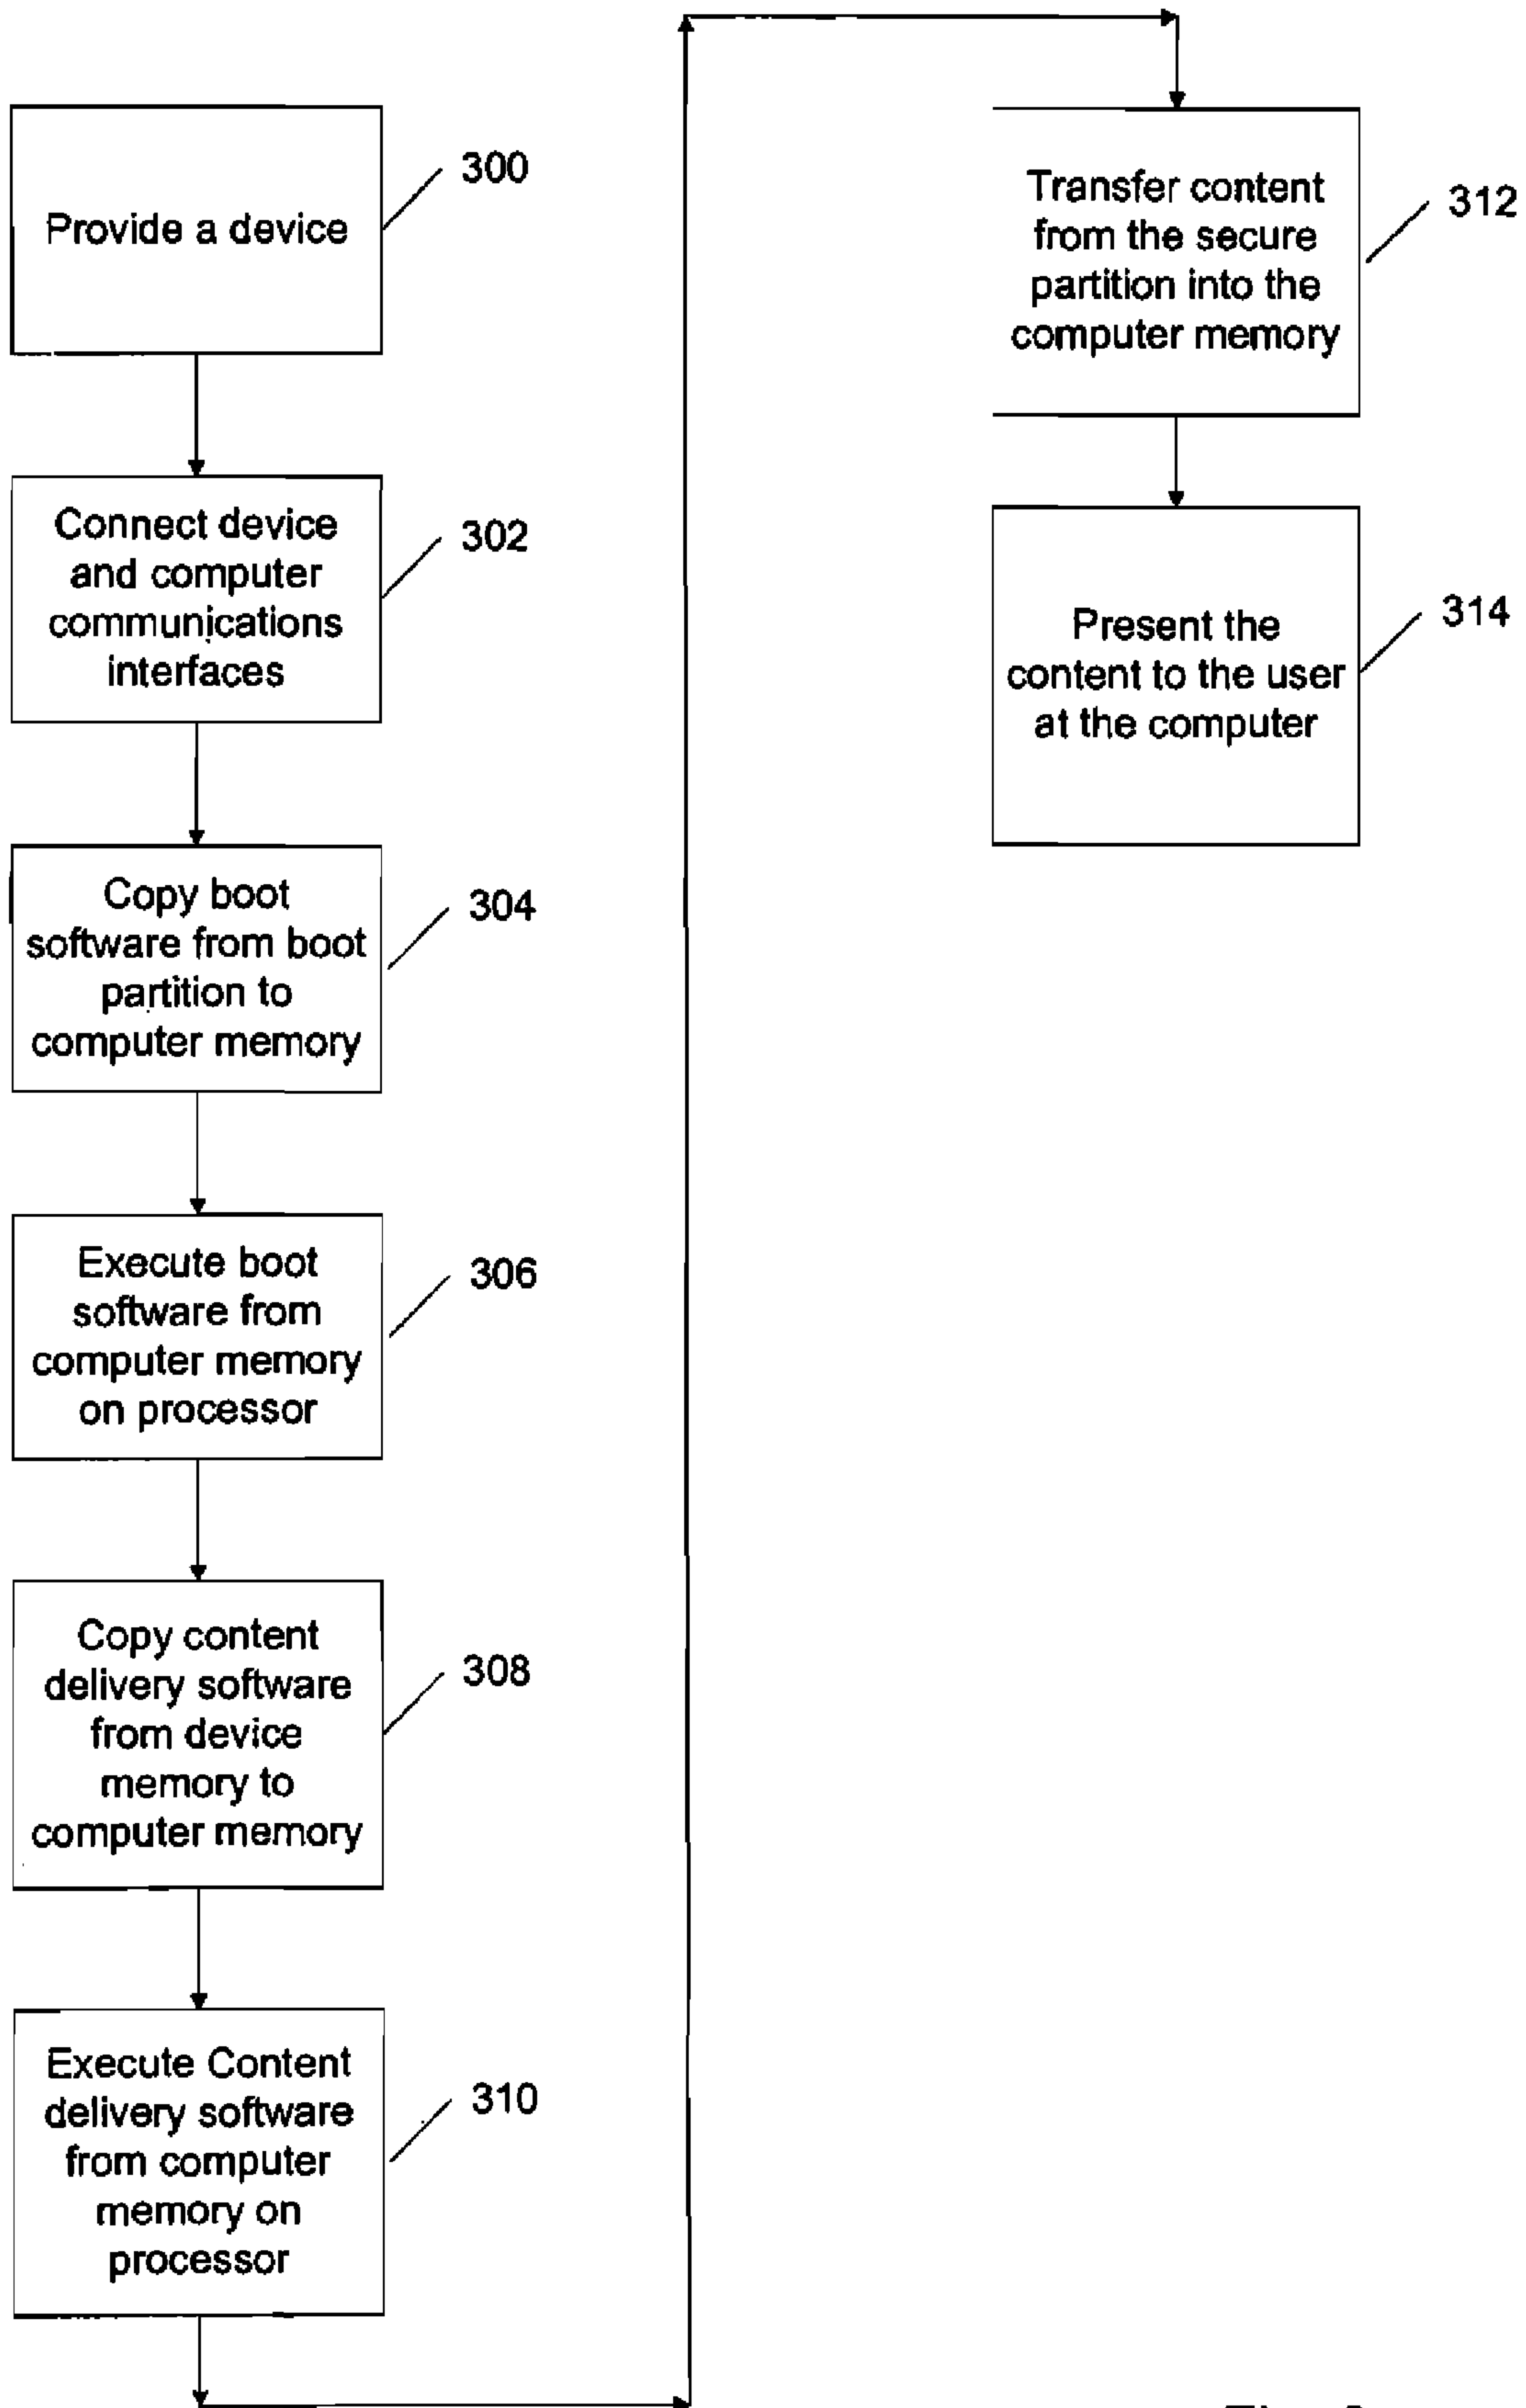 Provide a device
300
Connect device
and computer
communications
interfaces
302
Copy boot
software from boot
partition to
computer memory
304
Execute boot
software from
computer memory
on processor
306
Copy content
delivery software
from device
memory to
computer memory
308
Execute Content
delivery software
from computer
memory on
processor
310
Transfer content
from the secure
partition into the
computer memory
312
Present the
content to the user
at the computer
314